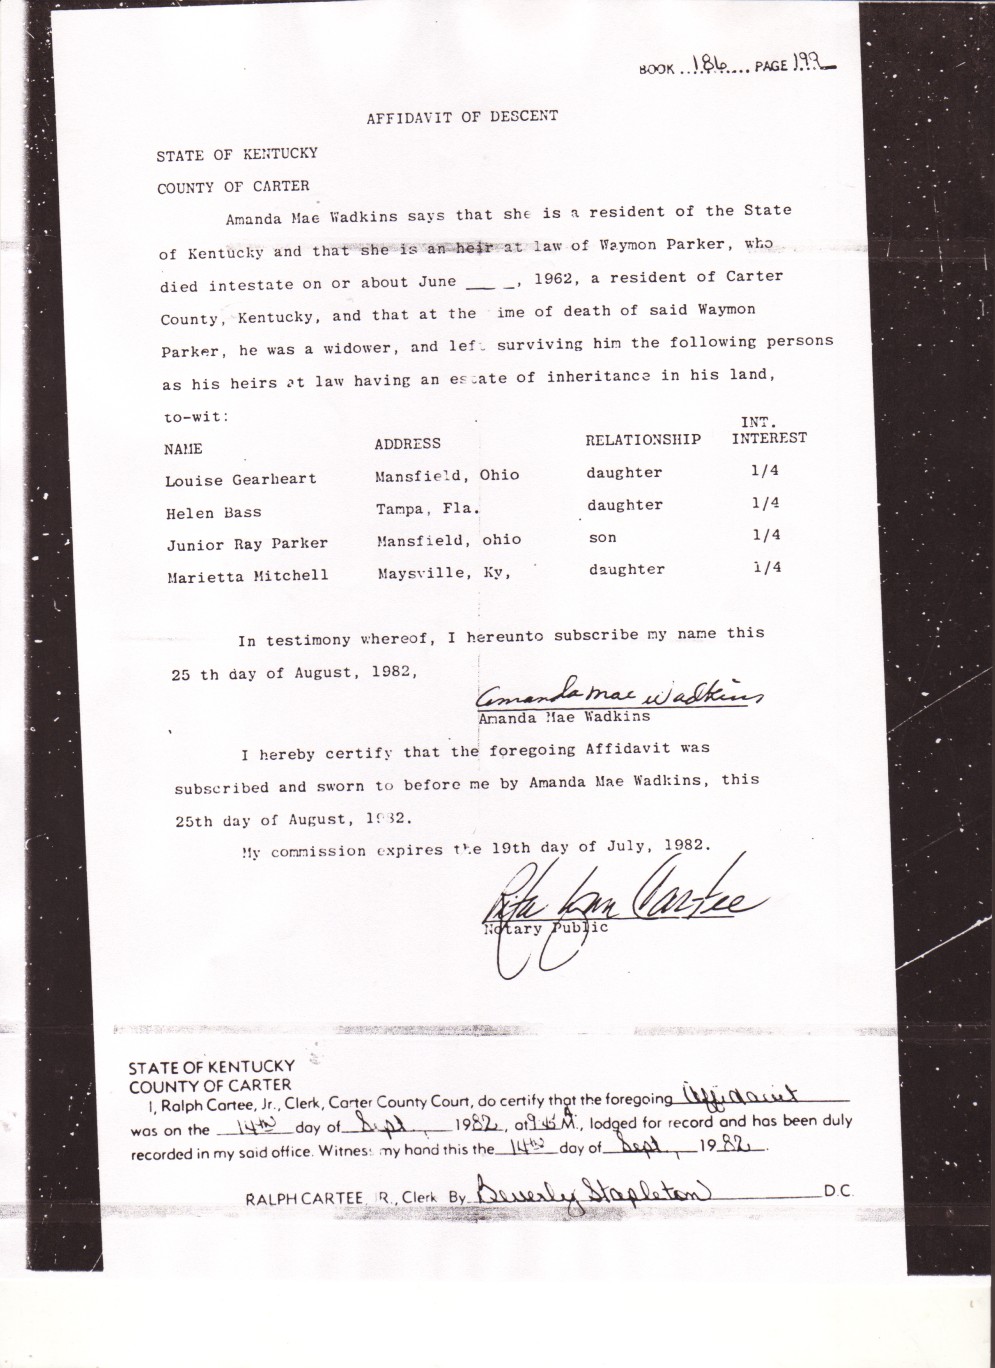 BOOK ..186.... PAGE 199
AFFIDAVIT OF DESCENT
STATE OF KENTUCKY
COUNTY OF CARTER
Amanda Mae Wadkins says that she is a resident of the State
of Kentucky and that she is an heir at law of Waymon Parker, who
died intestate on or about June ___ _, 1962, a resident of Carter
County, Kentucky, and that at the ime of death of said Waymon
Parker, he was a widower, and left surviving him the following persons
as his heirs at law having an estate of inheritance in his land,
to-wit:
INT.
NAME ADDRESS RELATIONSHIP INTEREST
Louise Gearheart Mansfield, Ohio daughter 1/4
Helen Bass Tampa, Fla. daughter 1/4
Junior Ray Parker Mansfield, ohio son 1/4
Marietta Mitchell Maysville, Ky, daughter 1/4
In testimony whereof, I hereunto subscribe my name this
25 th day of August, 1982,
Amanda Mae Wadkins
Amanda Mae Wadkins
I hereby certify that the foregoing Affidavit was
subscribed and sworn to before me by Amanda Mae Wadkins, this
25th day of August, 1982.
My commission expires the 19th day of July, 1982.
Rita Lynn Cartee
Notary Public
STATE OF KENTUCKY
COUNTY OF CARTER
I, Ralph Cartee, Jr., Clerk, Carter County Court, do certify that the foregoing Affidavit
was on the 14th day of Sept., 1982, at 9:45 A M., lodged for record and has been duly
recorded in my said office. Witness my hand this the 14th day of Sept., 1982.
RALPH CARTEE, R., Clerk By Beverly Stapleton D.C.